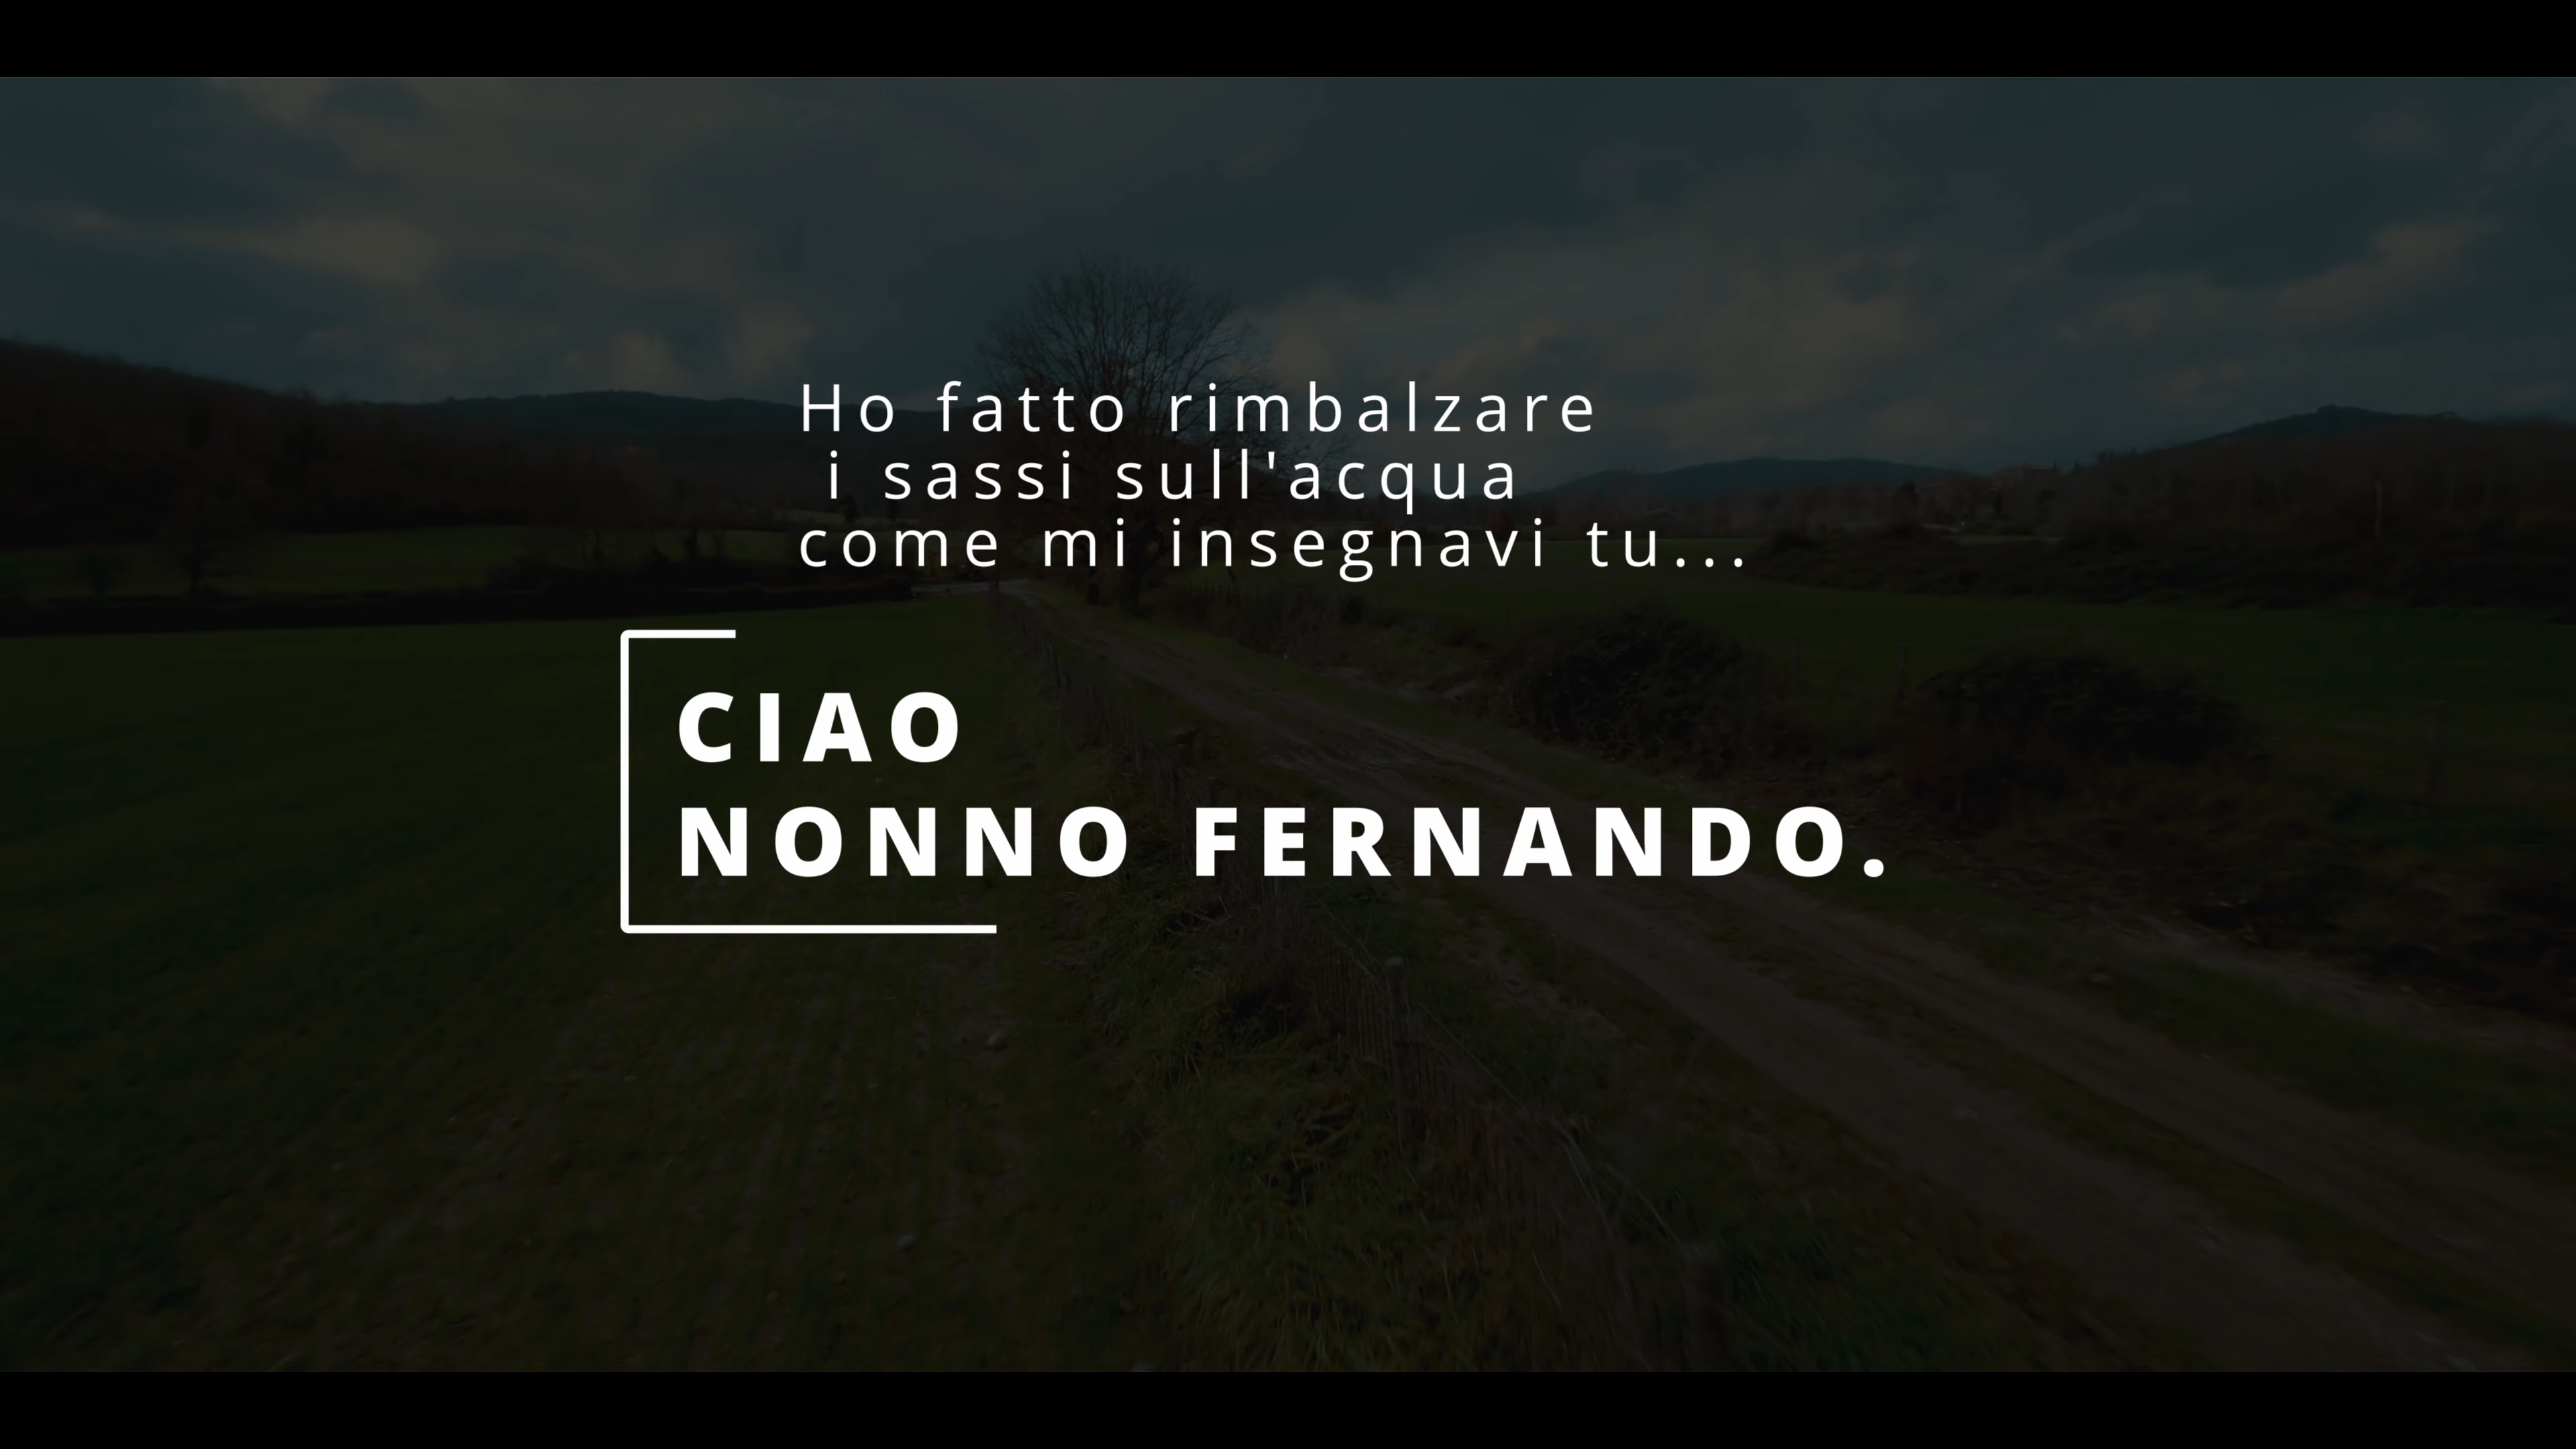 Ho fatto rimbalzare
i sassi sull'acqua
come mi insegnavi tu...
CIAO
NONNO FERNANDO.